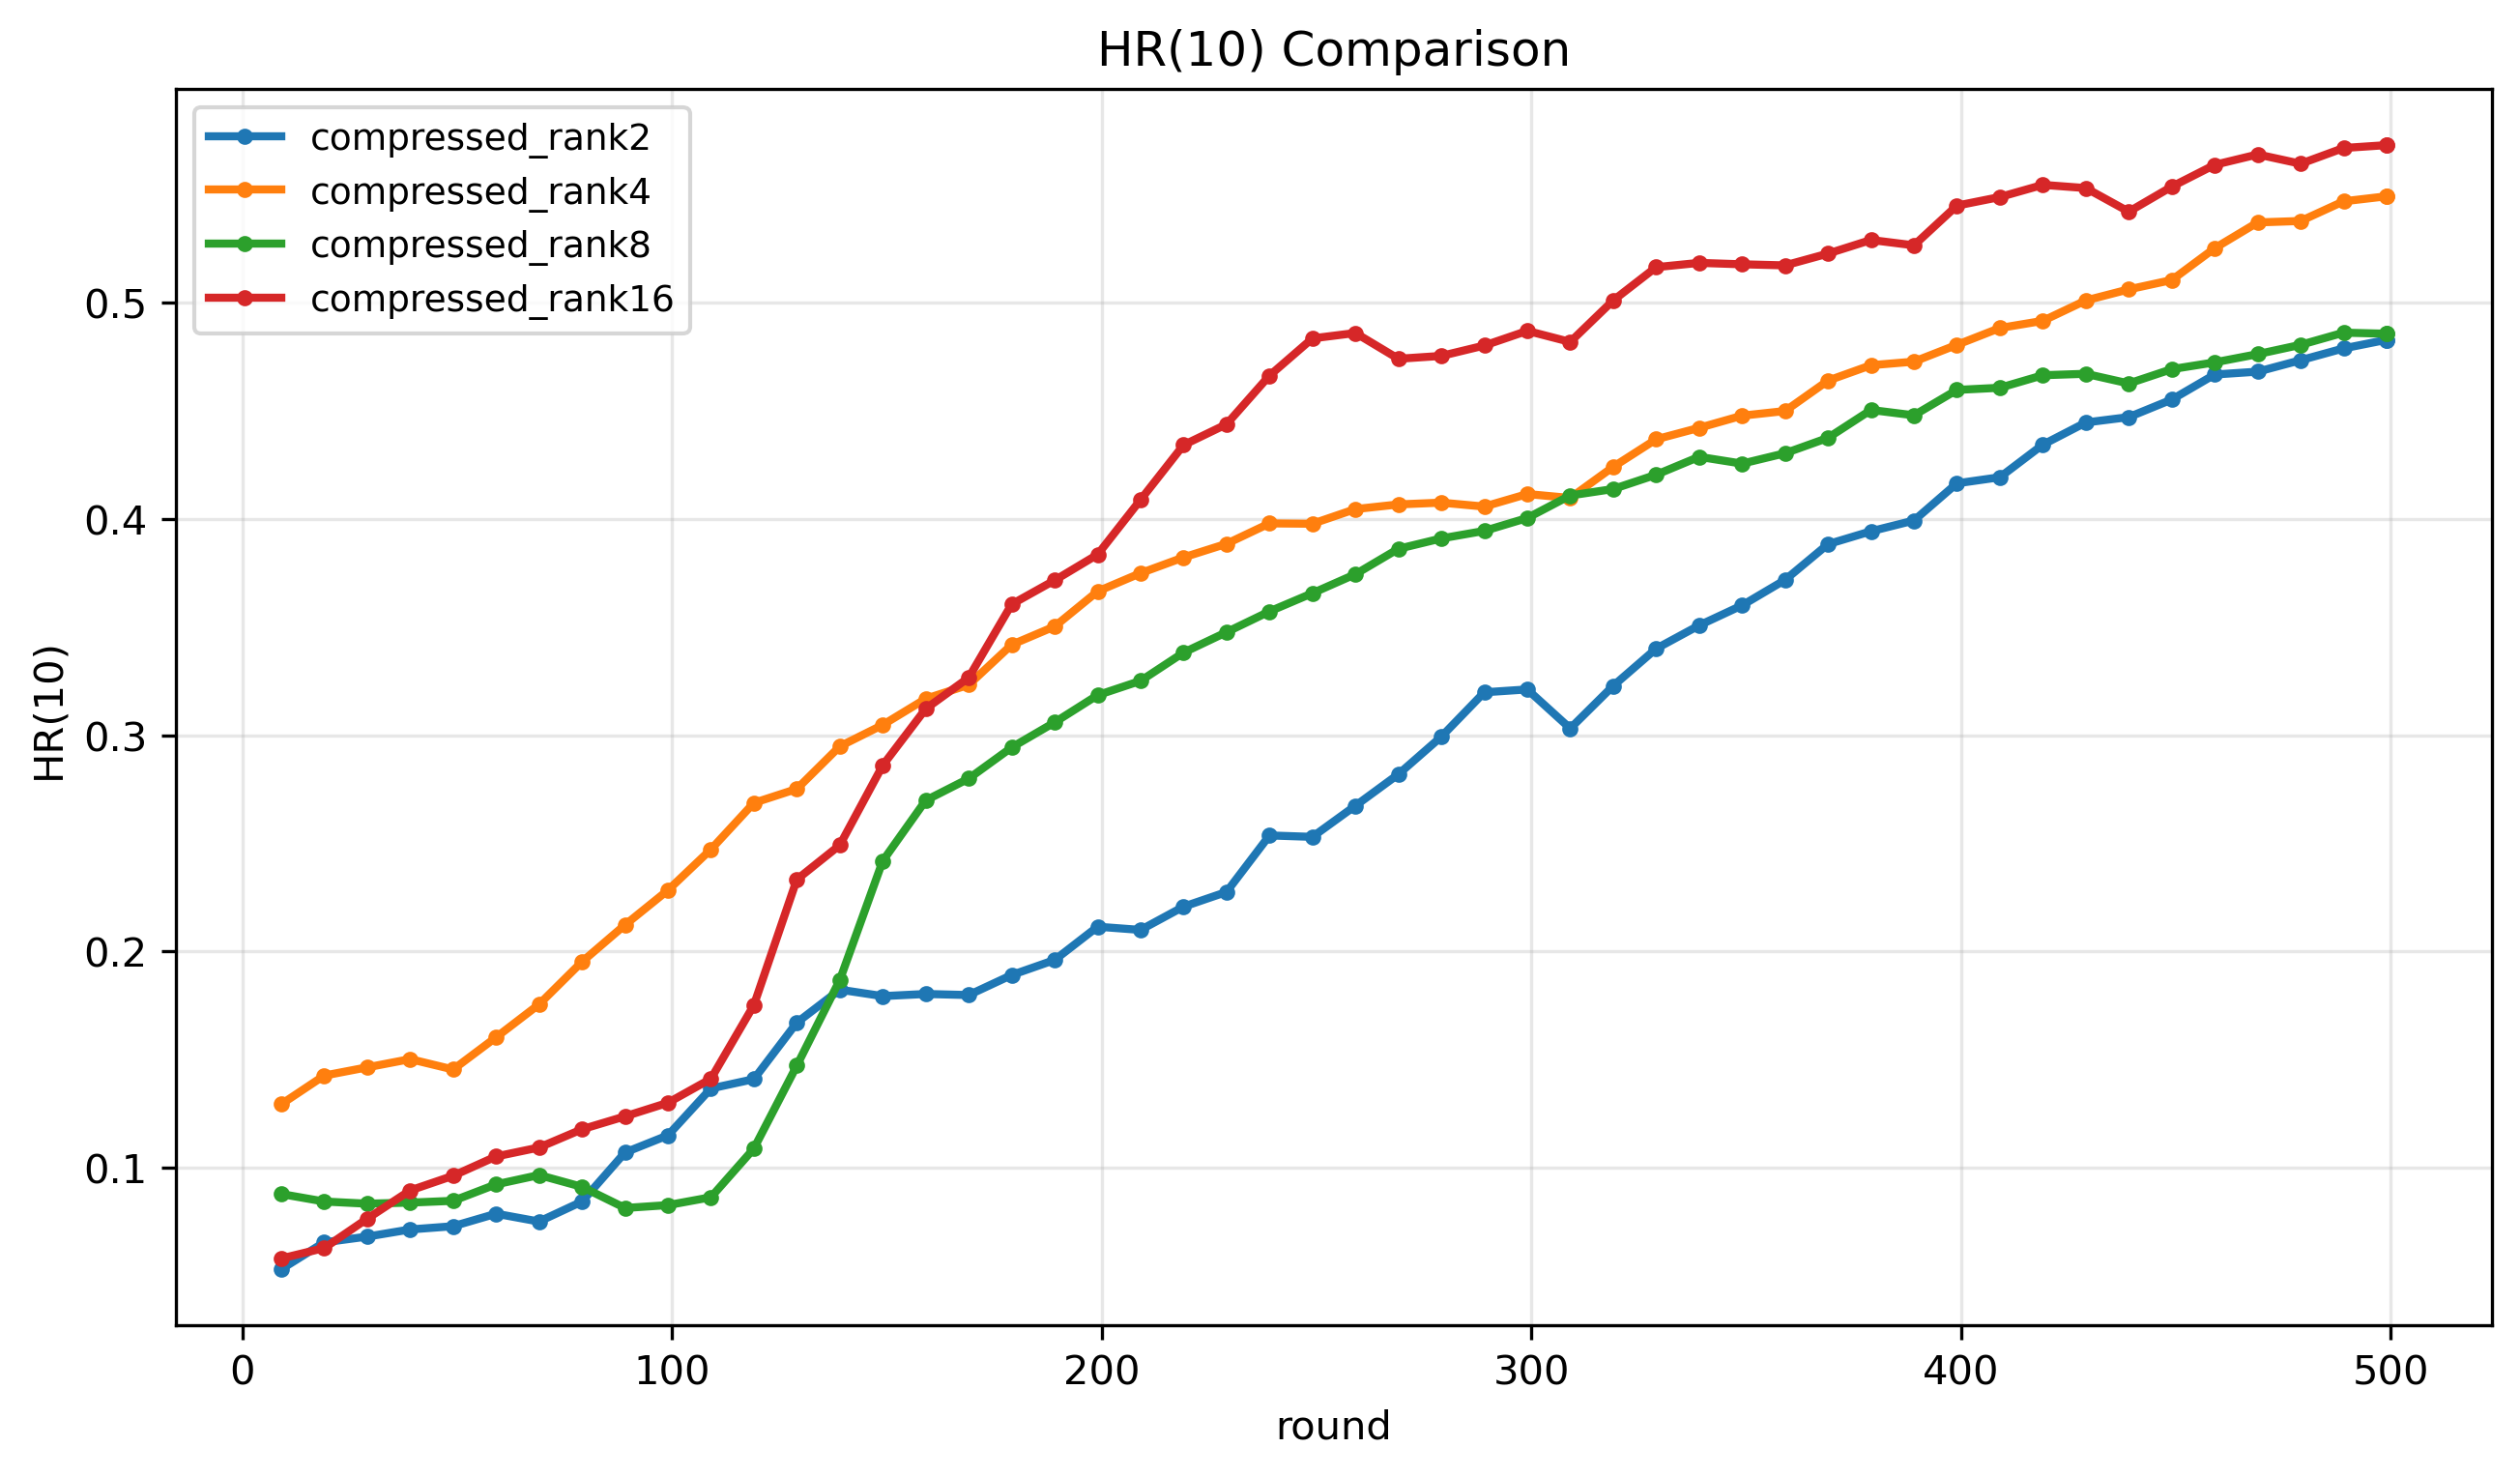 HR(10) Comparison
compressed_rank2
compressed_rank4
compressed_rank8
compressed_rank16
HR(10)
0.5
0.4
0.3
0.2
0.1
0 100 200 300 400 500
round